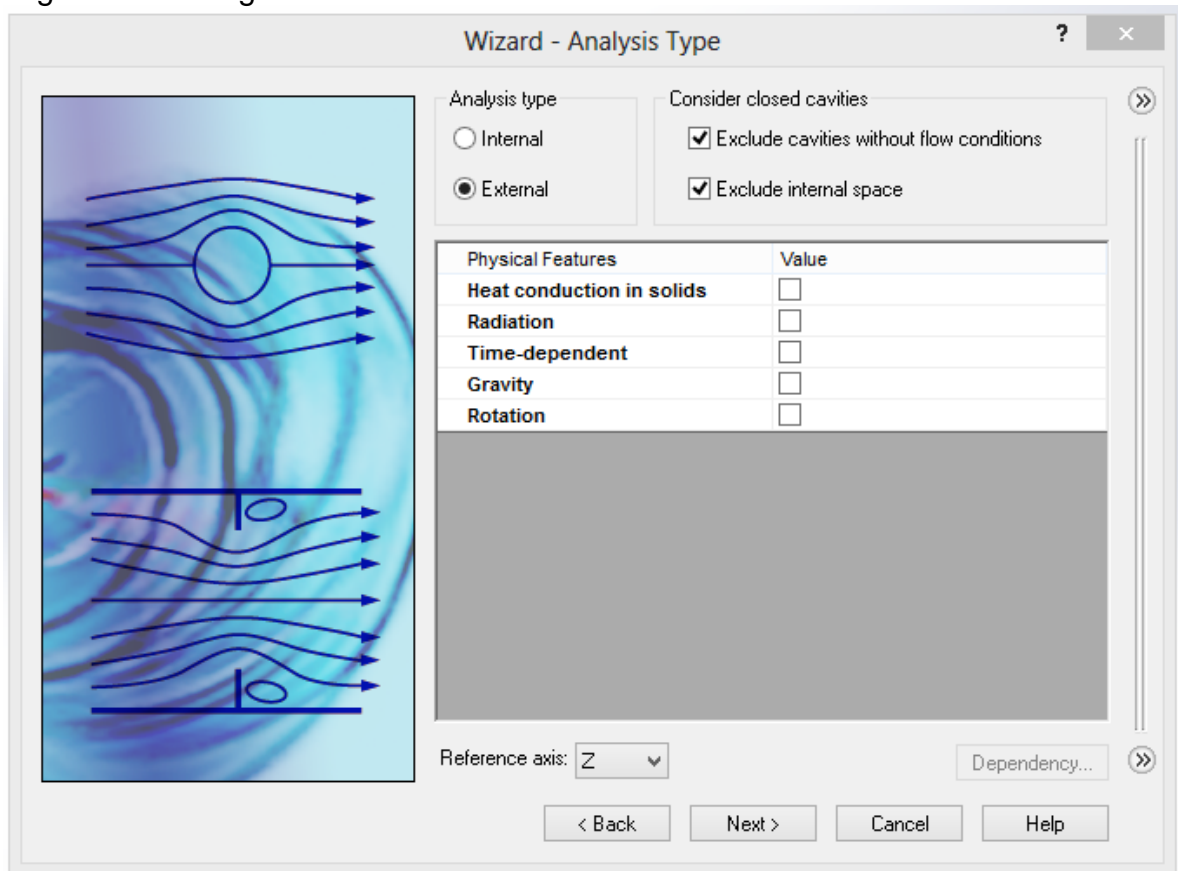 Wizard - Analysis Type
?
Analysis type
Consider closed cavities
Internal
Exclude cavities without flow conditions
External
Exclude internal space
Physical Features Value
Heat conduction in solids
Radiation
Time-dependent
Gravity
Rotation
Reference axis: Z
Dependency...
< Back Next > Cancel Help